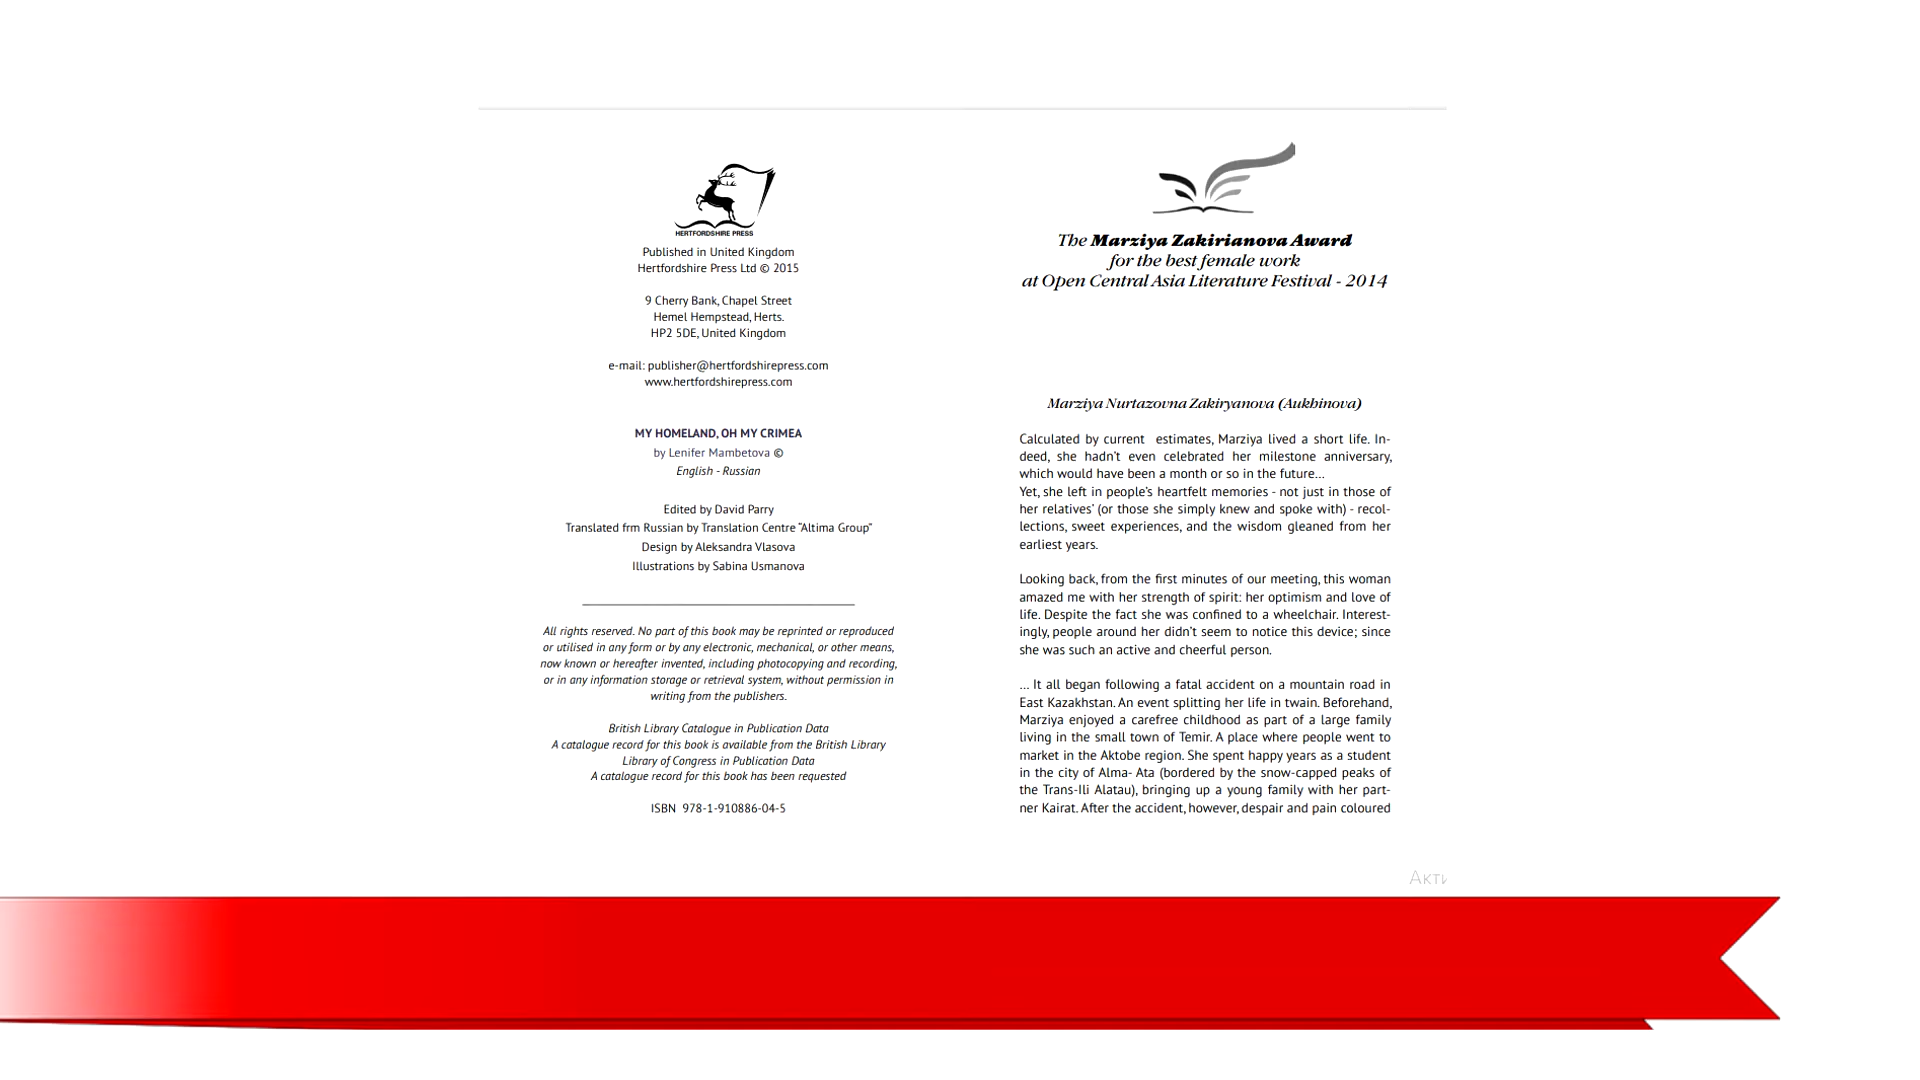 HERTFORDSHIRE PRESS
Published in United Kingdom
Hertfordshire Press Ltd © 2015
9 Cherry Bank, Chapel Street
Hemel Hempstead, Herts.
HP2 5DE, United Kingdom
e-mail: publisher@hertfordshirepress.com
www.hertfordshirepress.com
MY HOMELAND, OH MY CRIMEA
by Lenifer Mambetova ©
English - Russian
Edited by David Parry
Translated frm Russian by Translation Centre “Altima Group”
Design by Aleksandra Vlasova
Illustrations by Sabina Usmanova
All rights reserved. No part of this book may be reprinted or reproduced
or utilised in any form or by any electronic, mechanical, or other means,
now known or hereafter invented, including photocopying and recording,
or in any information storage or retrieval system, without permission in
writing from the publishers.
British Library Catalogue in Publication Data
A catalogue record for this book is available from the British Library
Library of Congress in Publication Data
A catalogue record for this book has been requested
ISBN 978-1-910886-04-5
The Marziya Zakirianova Award
for the best female work
at Open Central Asia Literature Festival - 2014
Marziya Nurtazovna Zakiryanova (Aukhinova)
Calculated by current estimates, Marziya lived a short life. In-
deed, she hadn’t even celebrated her milestone anniversary,
which would have been a month or so in the future…
Yet, she left in people’s heartfelt memories - not just in those of
her relatives’ (or those she simply knew and spoke with) - recol-
lections, sweet experiences, and the wisdom gleaned from her
earliest years.
Looking back, from the first minutes of our meeting, this woman
amazed me with her strength of spirit: her optimism and love of
life. Despite the fact she was confined to a wheelchair. Interest-
ingly, people around her didn’t seem to notice this device; since
she was such an active and cheerful person.
… It all began following a fatal accident on a mountain road in
East Kazakhstan. An event splitting her life in twain. Beforehand,
Marziya enjoyed a carefree childhood as part of a large family
living in the small town of Temir. A place where people went to
market in the Aktobe region. She spent happy years as a student
in the city of Alma- Ata (bordered by the snow-capped peaks of
the Trans-Ili Alatau), bringing up a young family with her part-
ner Kairat. After the accident, however, despair and pain coloured
Акти